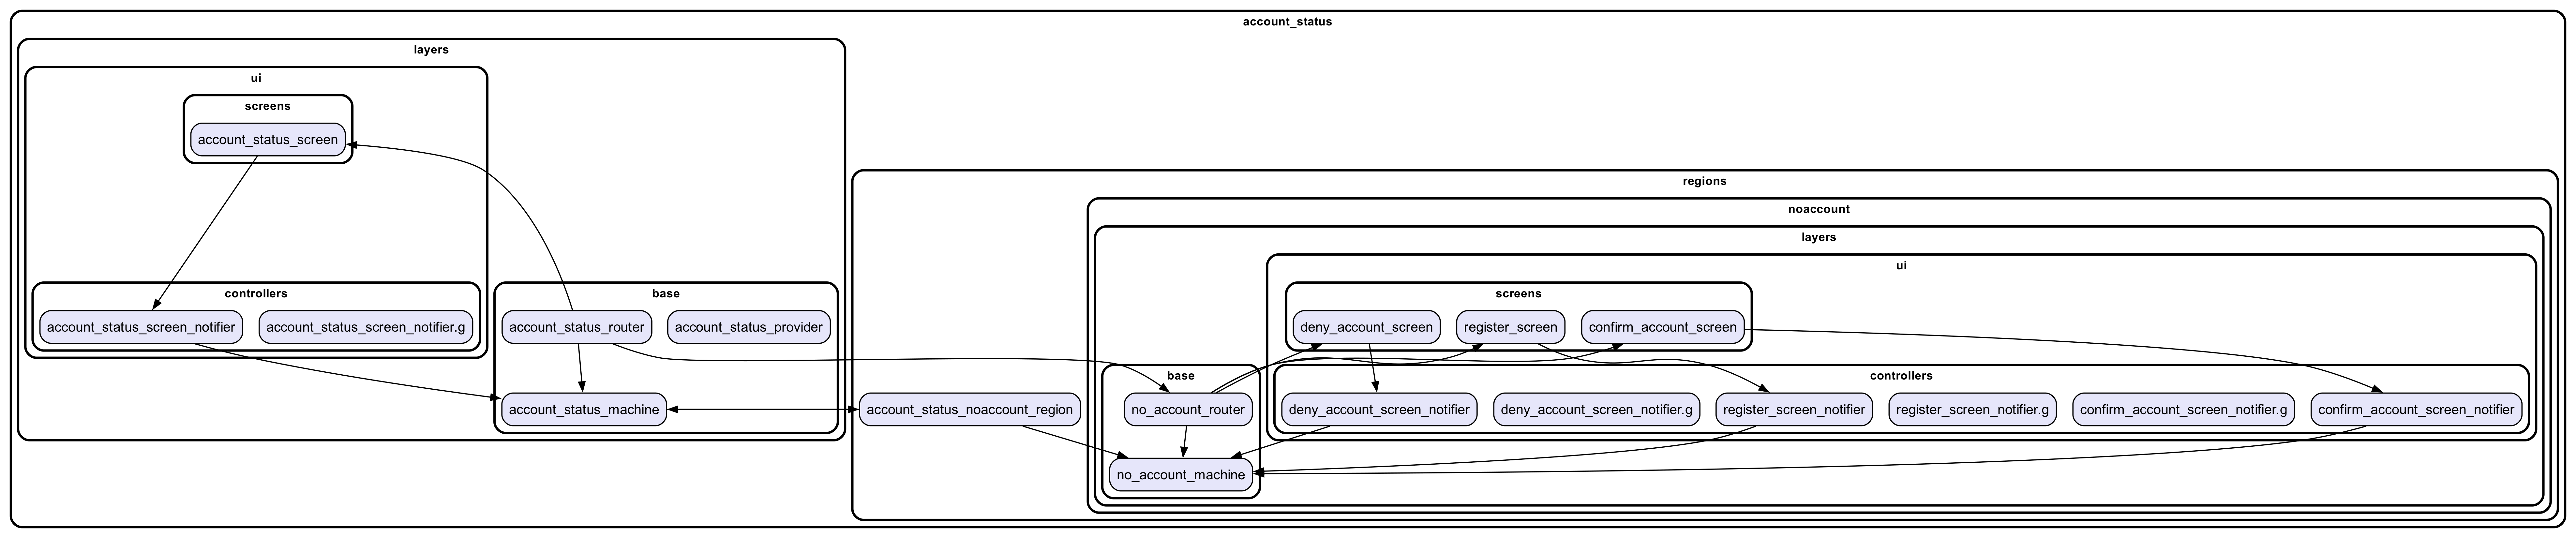 account_status
layers
ui
screens
account_status_screen
controllers
account_status_screen_notifier
account_status_screen_notifier.g
base
account_status_router
account_status_provider
account_status_machine
regions
account_status_noaccount_region
noaccount
layers
ui
screens
deny_account_screen
register_screen
confirm_account_screen
base
no_account_router
no_account_machine
controllers
deny_account_screen_notifier
deny_account_screen_notifier.g
register_screen_notifier
register_screen_notifier.g
confirm_account_screen_notifier.g
confirm_account_screen_notifier